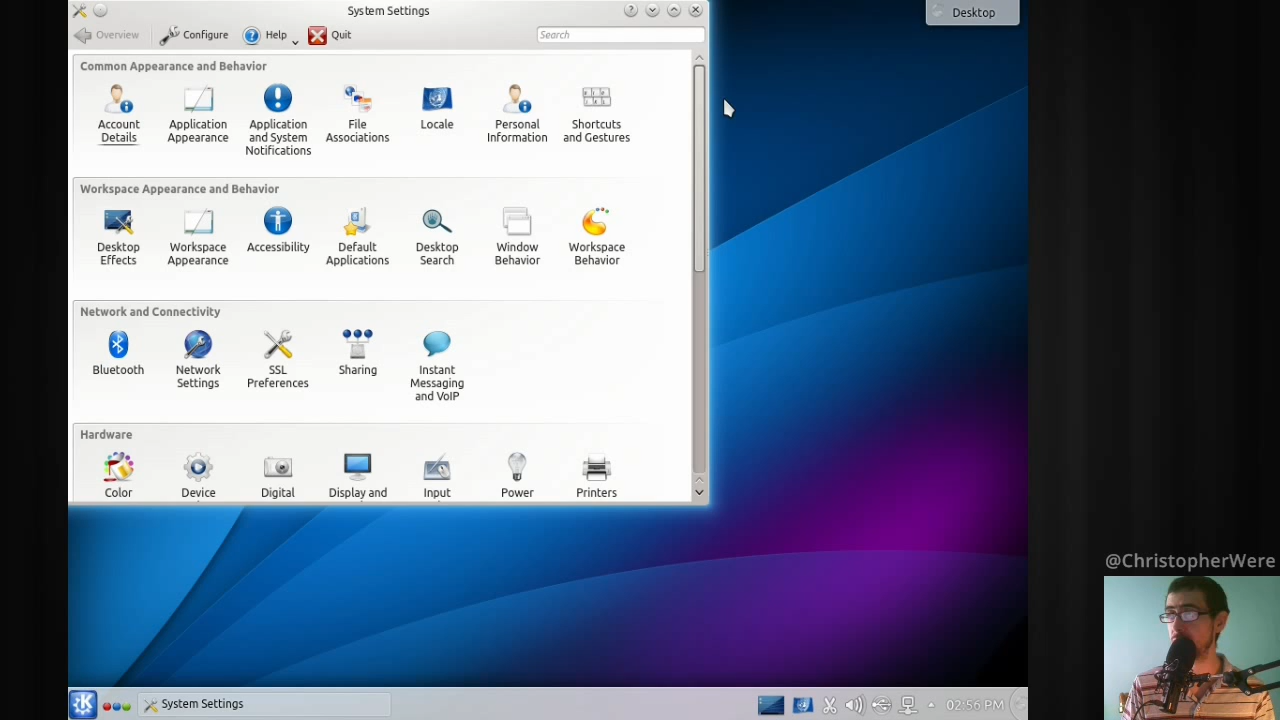 System Settings
Desktop
Overview
Configure
Help
Quit
Search
Common Appearance and Behavior
Account
Details
Application
Appearance
Application
and System
Notifications
File
Associations
Locale
Personal
Information
Shortcuts
and Gestures
Workspace Appearance and Behavior
Desktop
Effects
Workspace
Appearance
Accessibility
Default
Applications
Desktop
Search
Window
Behavior
Workspace
Behavior
Network and Connectivity
Bluetooth
Network
Settings
SSL
Preferences
Sharing
Instant
Messaging
and VoIP
Hardware
Color
Device
Digital
Display and
Input
Power
Printers
@ChristopherWere
System Settings
02:56 PM